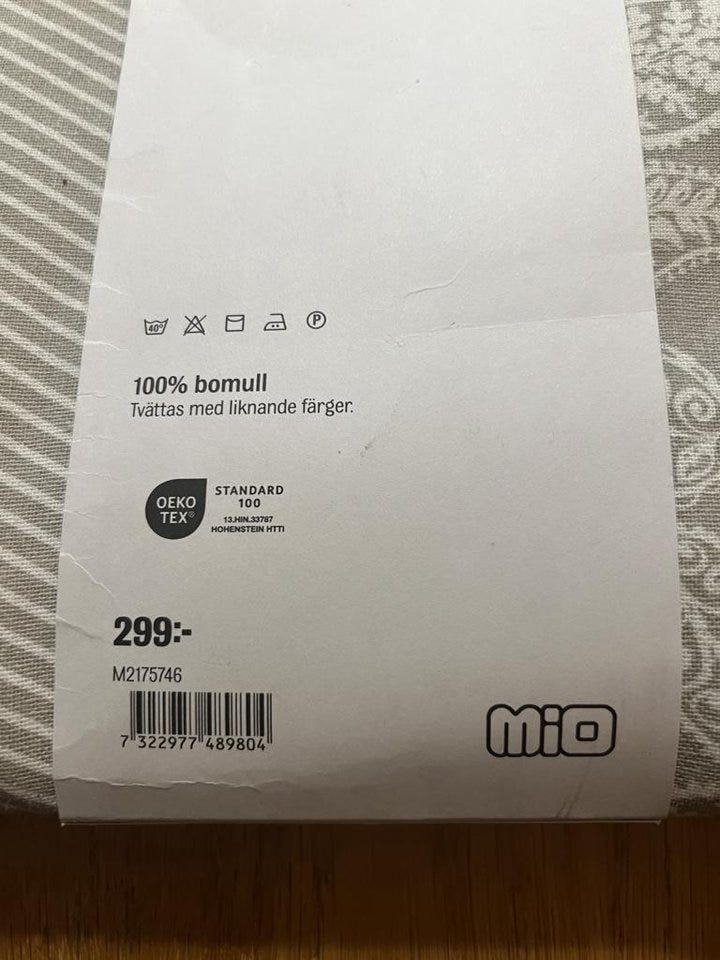 40°
P
100% bomull
Tvättas med liknande färger.
OEKO
TEX®
STANDARD
100
13.HIN.33787
HOHENSTEIN HTTI
299:-
M2175746
7 322977 489804
mio